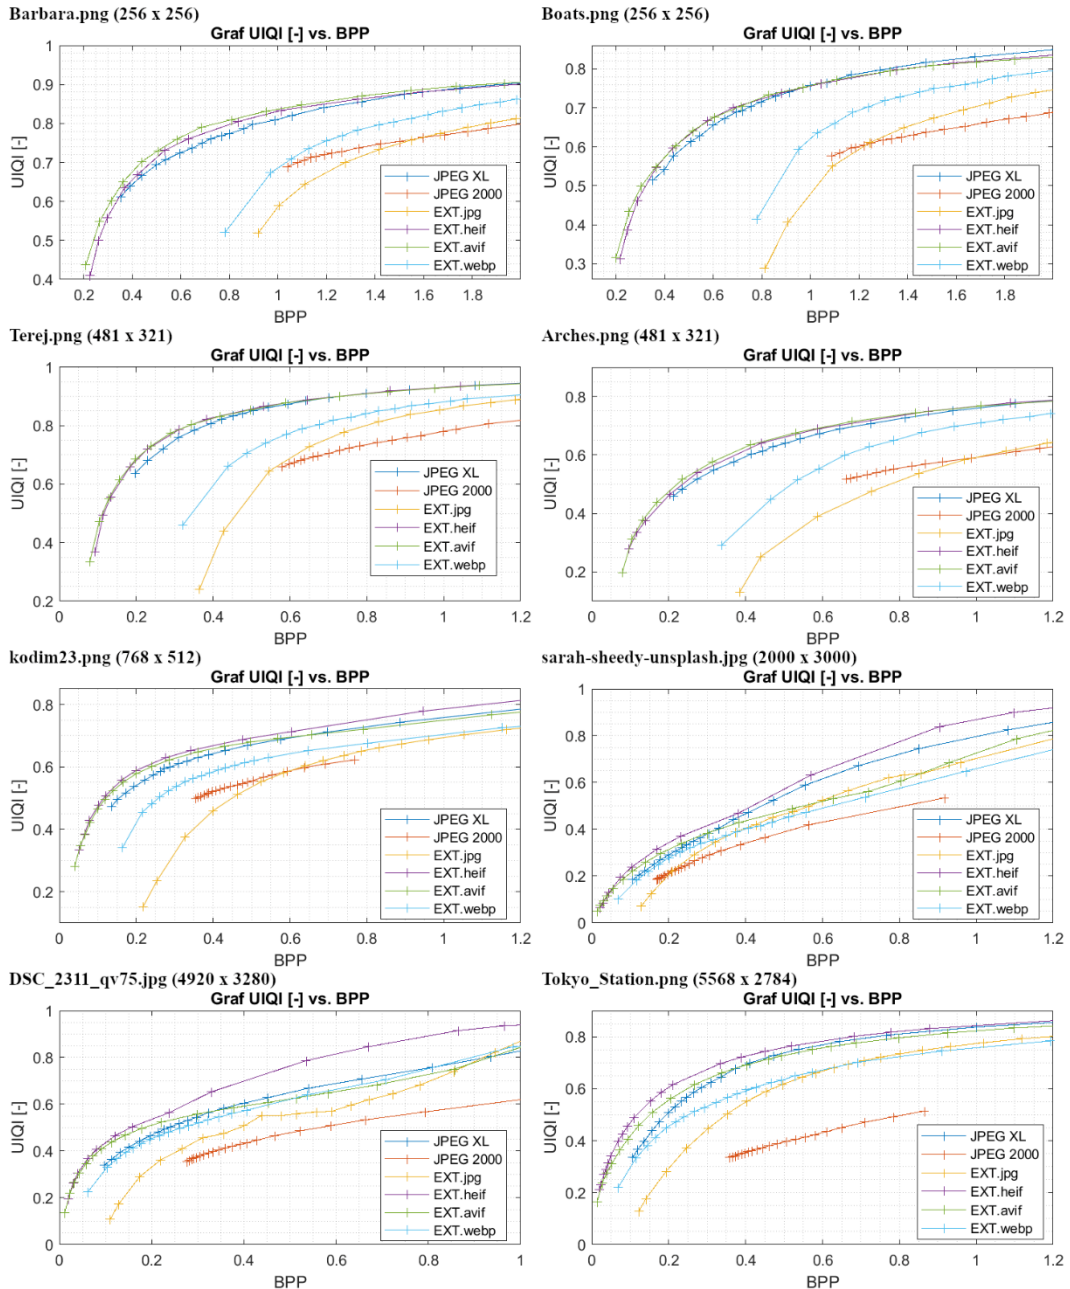 Barbara.png (256 x 256)
Graf UIQI [-] vs. BPP
UIQI [-]
1
0.9
0.8
0.7
0.6
0.5
0.4
JPEG XL
JPEG 2000
EXT.jpg
EXT.heif
EXT.avif
EXT.webp
0.2 0.4 0.6 0.8 1 1.2 1.4 1.6 1.8
BPP
Boats.png (256 x 256)
Graf UIQI [-] vs. BPP
UIQI [-]
0.8
0.7
0.6
0.5
0.4
0.3
JPEG XL
JPEG 2000
EXT.jpg
EXT.heif
EXT.avif
EXT.webp
0.2 0.4 0.6 0.8 1 1.2 1.4 1.6 1.8
BPP
Terej.png (481 x 321)
Graf UIQI [-] vs. BPP
UIQI [-]
1
0.8
0.6
0.4
0.2
JPEG XL
JPEG 2000
EXT.jpg
EXT.heif
EXT.avif
EXT.webp
0 0.2 0.4 0.6 0.8 1 1.2
BPP
Arches.png (481 x 321)
Graf UIQI [-] vs. BPP
UIQI [-]
0.8
0.6
0.4
0.2
JPEG XL
JPEG 2000
EXT.jpg
EXT.heif
EXT.avif
EXT.webp
0 0.2 0.4 0.6 0.8 1 1.2
BPP
kodim23.png (768 x 512)
Graf UIQI [-] vs. BPP
UIQI [-]
0.8
0.6
0.4
0.2
JPEG XL
JPEG 2000
EXT.jpg
EXT.heif
EXT.avif
EXT.webp
0 0.2 0.4 0.6 0.8 1 1.2
BPP
sarah-sheedy-unsplash.jpg (2000 x 3000)
Graf UIQI [-] vs. BPP
UIQI [-]
1
0.8
0.6
0.4
0.2
0
JPEG XL
JPEG 2000
EXT.jpg
EXT.heif
EXT.avif
EXT.webp
0 0.2 0.4 0.6 0.8 1 1.2
BPP
DSC_2311_qv75.jpg (4920 x 3280)
Graf UIQI [-] vs. BPP
UIQI [-]
1
0.8
0.6
0.4
0.2
0
JPEG XL
JPEG 2000
EXT.jpg
EXT.heif
EXT.avif
EXT.webp
0 0.2 0.4 0.6 0.8 1
BPP
Tokyo_Station.png (5568 x 2784)
Graf UIQI [-] vs. BPP
UIQI [-]
0.8
0.6
0.4
0.2
0
JPEG XL
JPEG 2000
EXT.jpg
EXT.heif
EXT.avif
EXT.webp
0 0.2 0.4 0.6 0.8 1 1.2
BPP